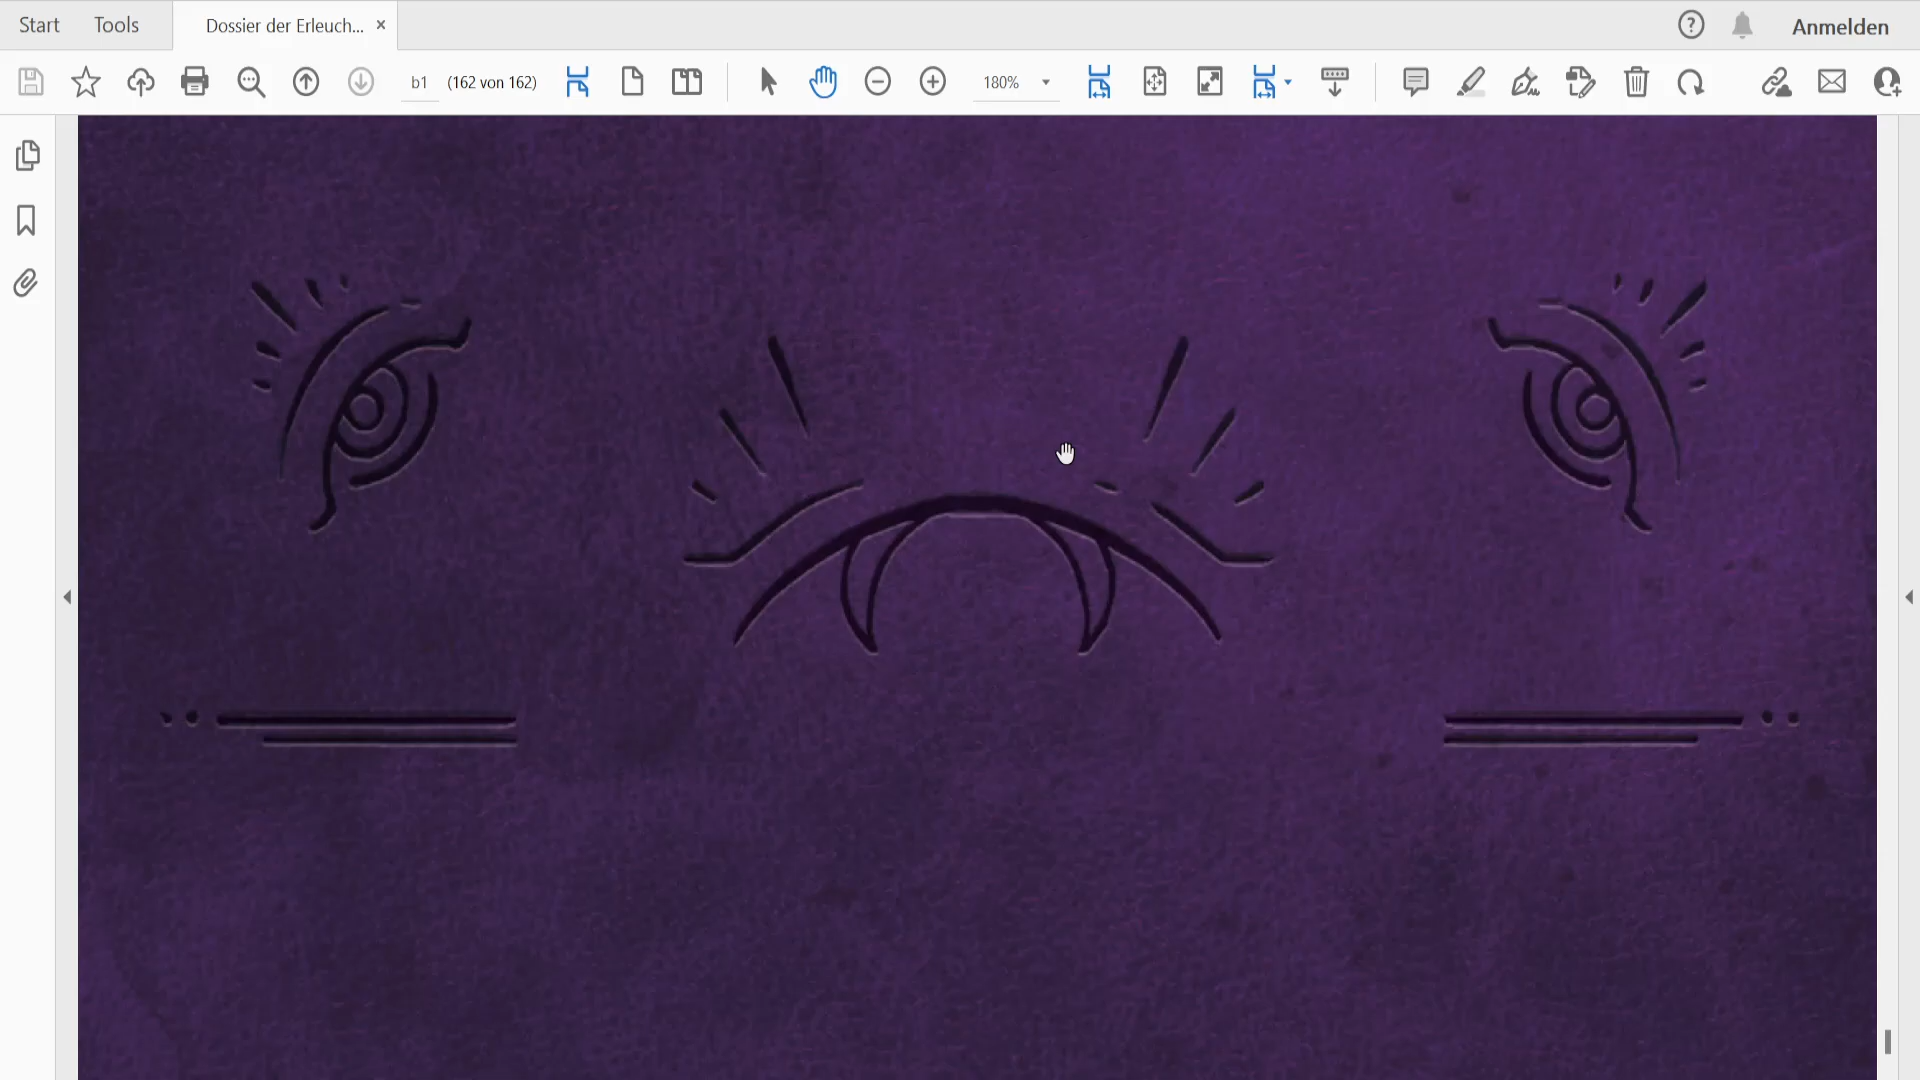 Start Tools Dossier der Erleuch... × Anmelden
b1 (162 von 162) 180%